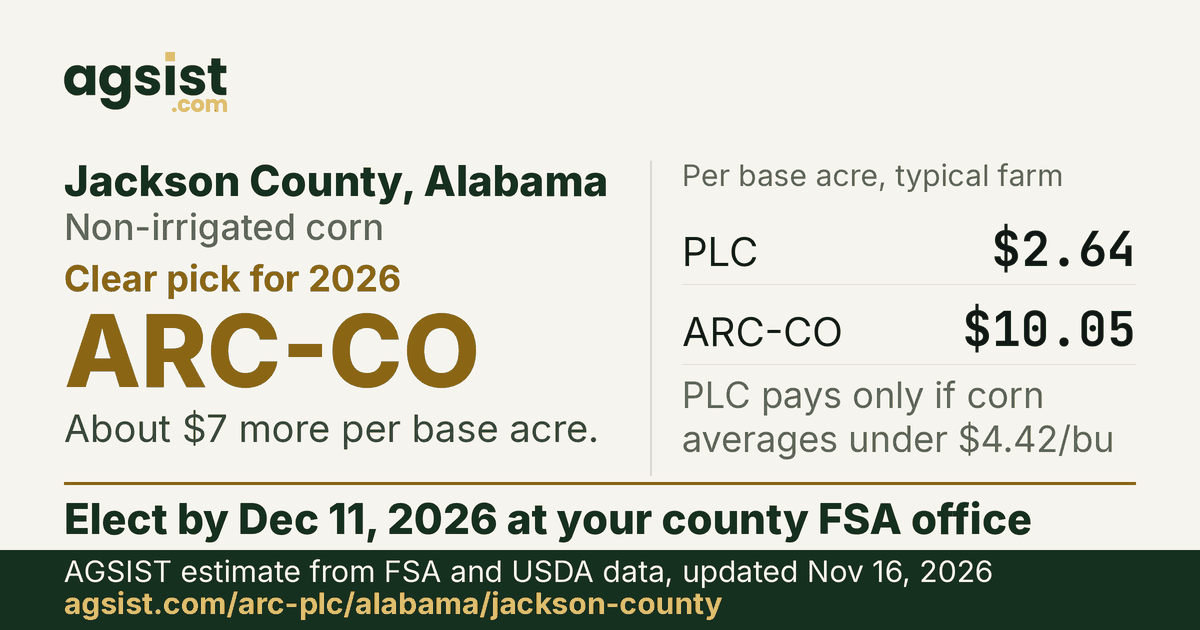 agsist
.com
Jackson County, Alabama
Non-irrigated corn
Clear pick for 2026
ARC-CO
About $7 more per base acre.
Per base acre, typical farm
PLC $2.64
ARC-CO $10.05
PLC pays only if corn
averages under $4.42/bu
Elect by Dec 11, 2026 at your county FSA office
AGSIST estimate from FSA and USDA data, updated Nov 16, 2026
agsist.com/arc-plc/alabama/jackson-county